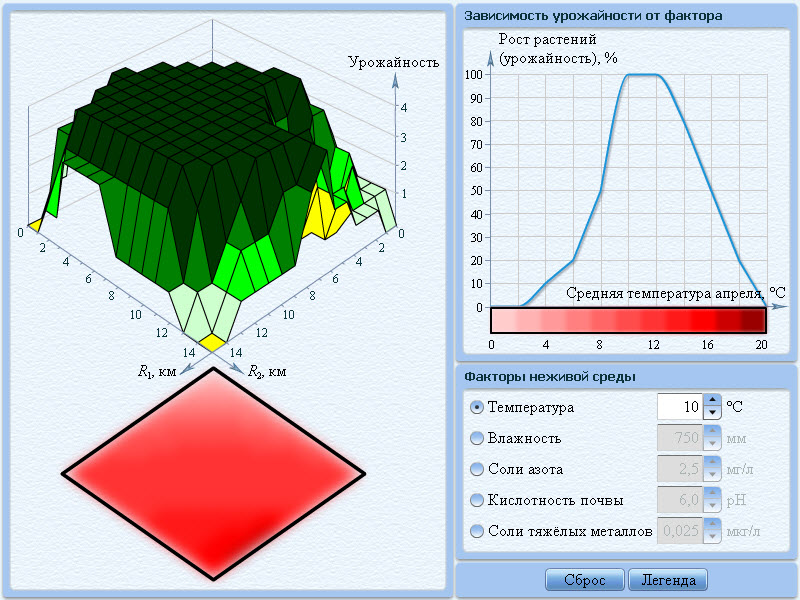 Урожайность
4
3
2
1
0
0
2
4
6
8
10
12
14
2
4
6
8
10
12
14
R1, км
R2, км
Зависимость урожайности от фактора
Рост растений
(урожайность), %
100
90
80
70
60
50
40
30
20
10
0
Средняя температура апреля, °C
0 4 8 12 16 20
Факторы неживой среды
Температура 10 °C
Влажность 750 мм
Соли азота 2,5 мг/л
Кислотность почвы 6,0 pH
Соли тяжёлых металлов 0,025 мкг/л
Сброс Легенда